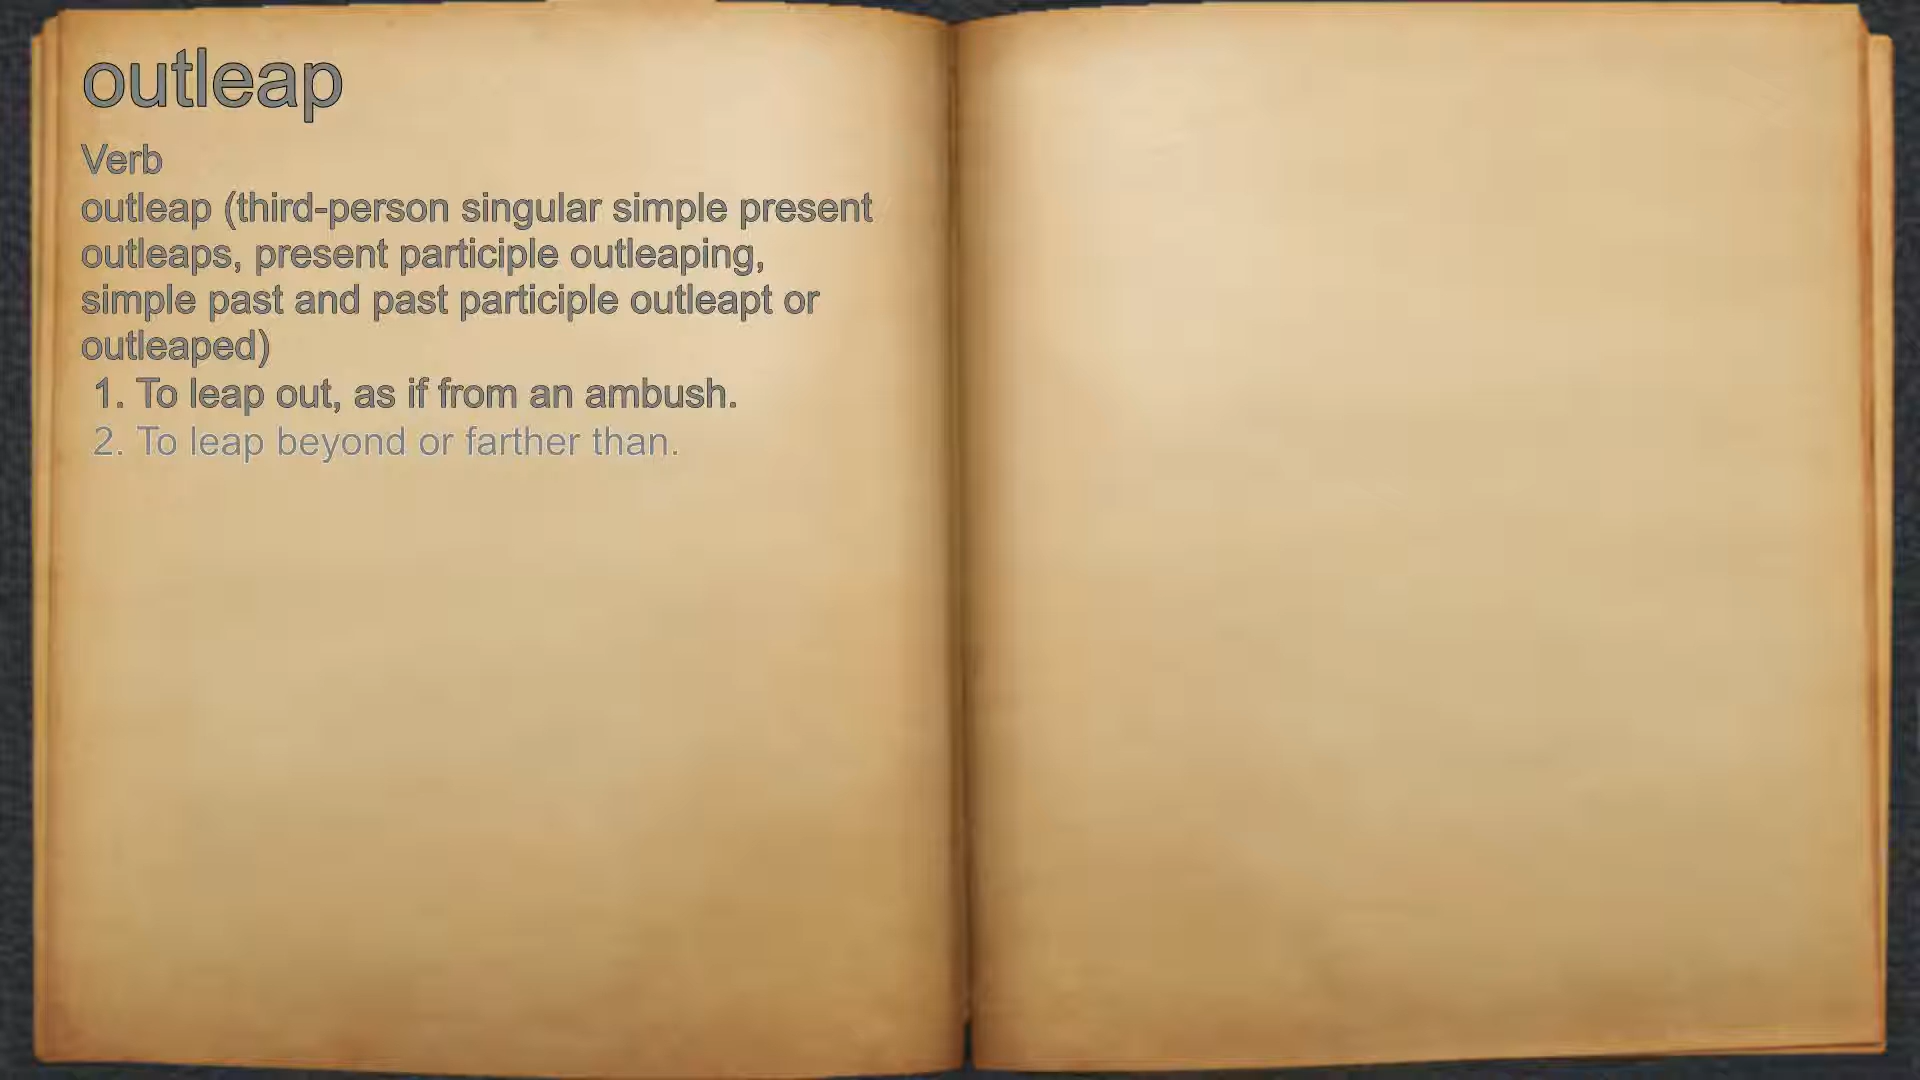 outleap
Verb
outleap (third-person singular simple present
outleaps, present participle outleaping,
simple past and past participle outleapt or
outleaped)
1. To leap out, as if from an ambush.
2. To leap beyond or farther than.